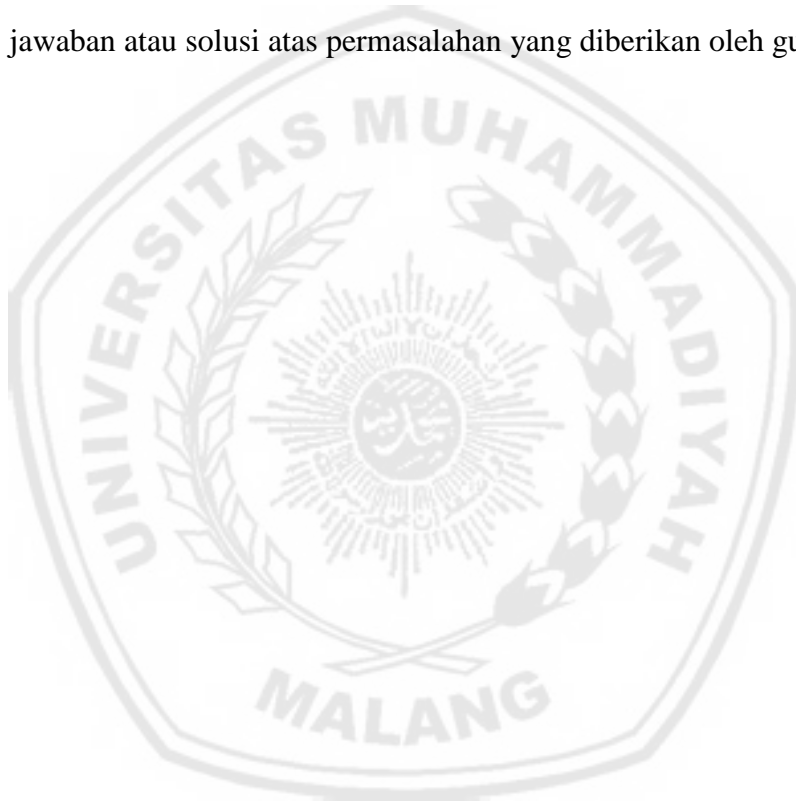 jawaban atau solusi atas permasalahan yang diberikan oleh gu
UNIVERSITAS MUHAMMADIYAH
MALANG